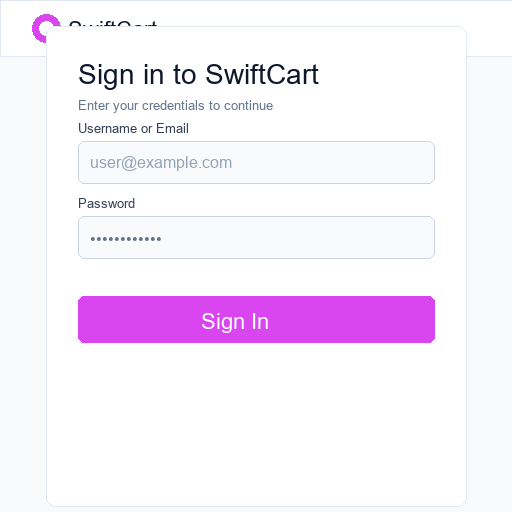 SwiftCart
Sign in to SwiftCart
Enter your credentials to continue
Username or Email
user@example.com
Password
••••••••••••
Sign In